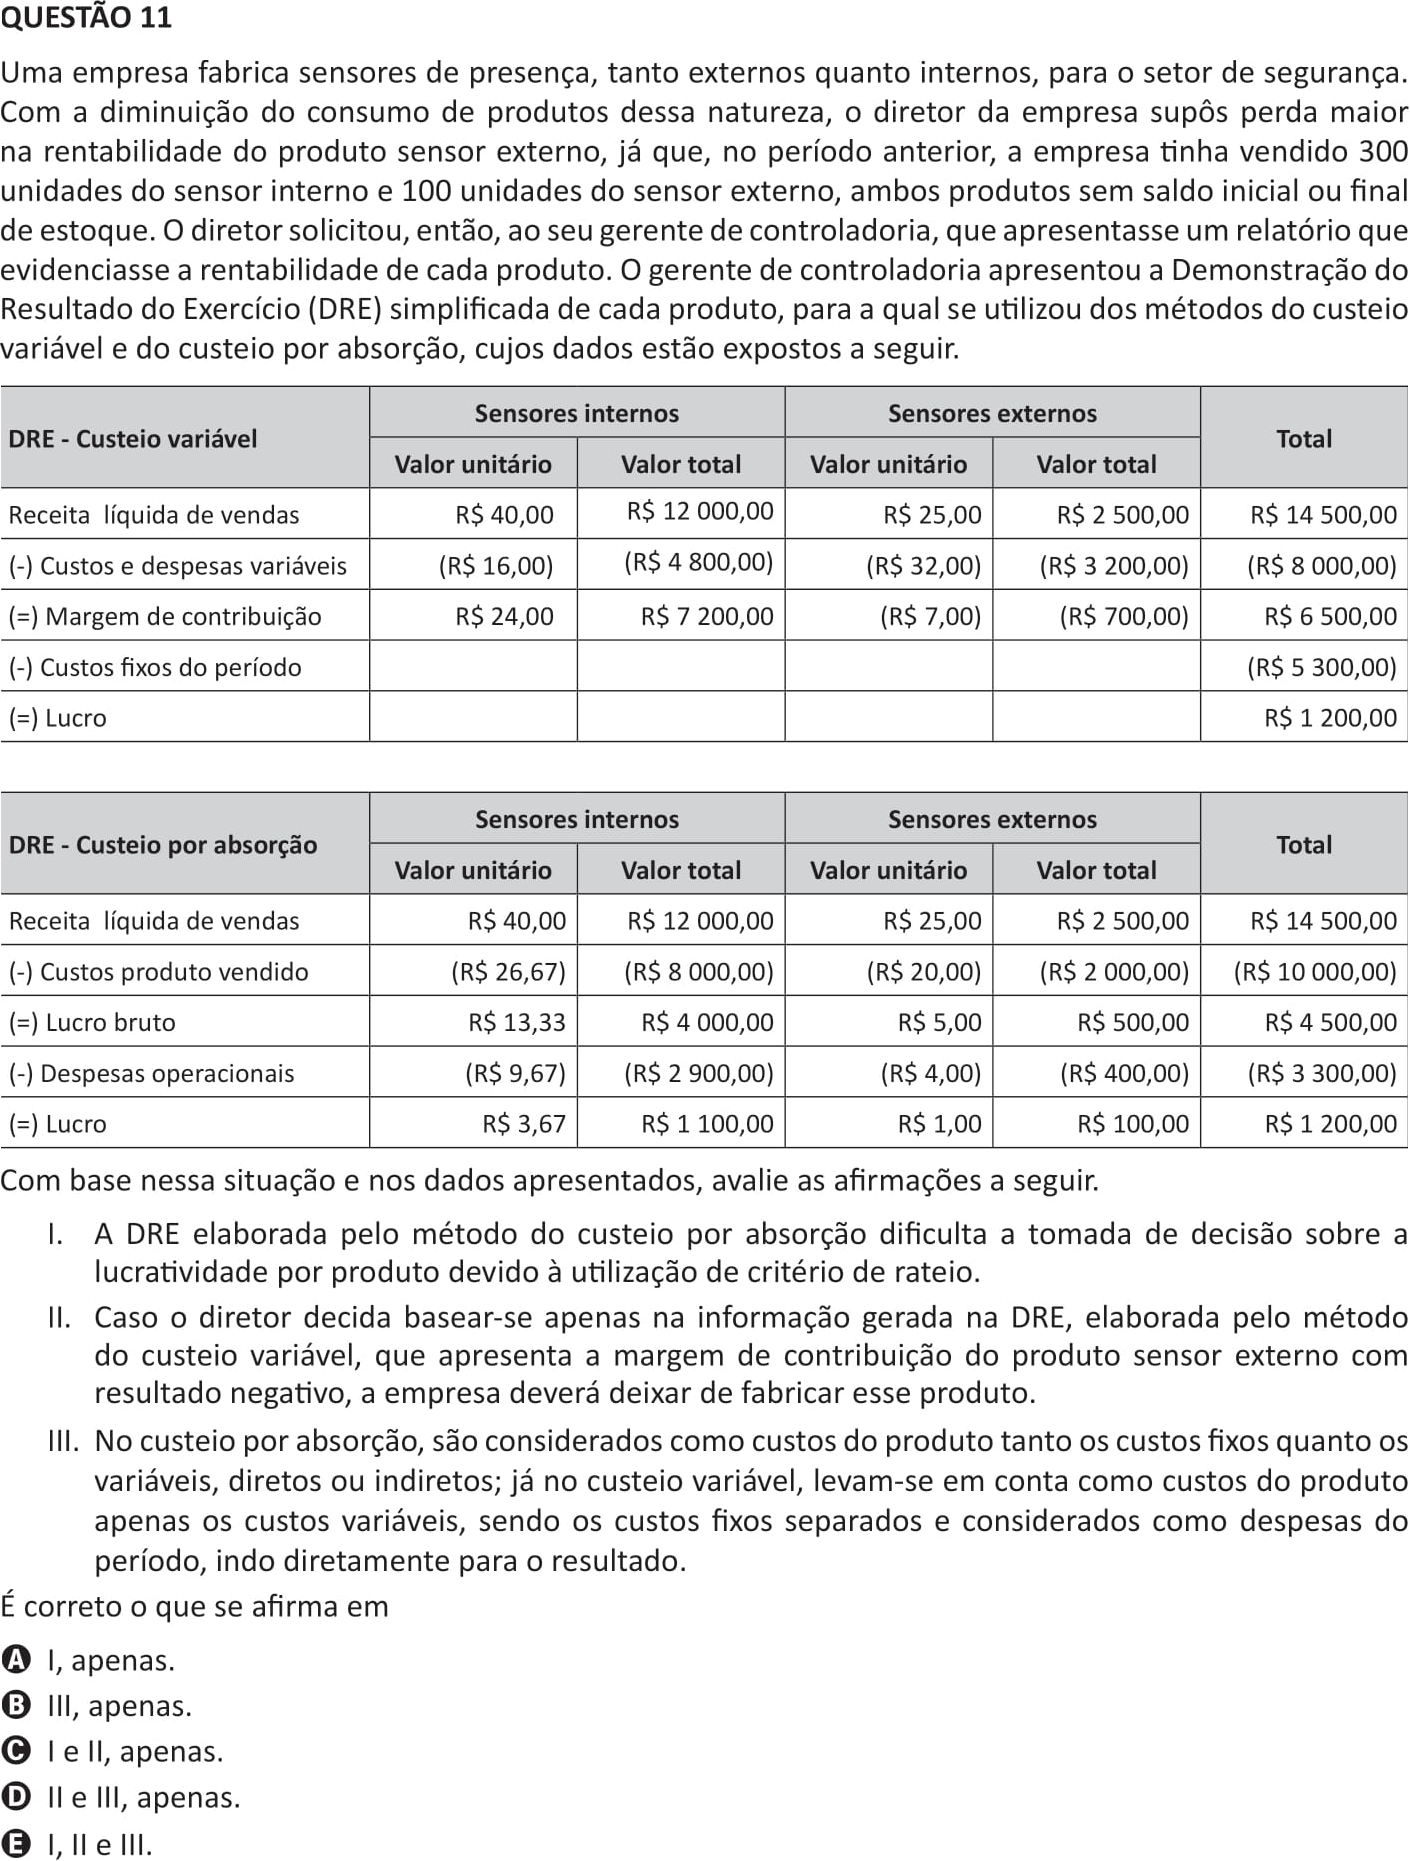 QUESTÃO 11
Uma empresa fabrica sensores de presença, tanto externos quanto internos, para o setor de segurança.
Com a diminuição do consumo de produtos dessa natureza, o diretor da empresa supôs perda maior
na rentabilidade do produto sensor externo, já que, no período anterior, a empresa tinha vendido 300
unidades do sensor interno e 100 unidades do sensor externo, ambos produtos sem saldo inicial ou final
de estoque. O diretor solicitou, então, ao seu gerente de controladoria, que apresentasse um relatório que
evidenciasse a rentabilidade de cada produto. O gerente de controladoria apresentou a Demonstração do
Resultado do Exercício (DRE) simplificada de cada produto, para a qual se utilizou dos métodos do custeio
variável e do custeio por absorção, cujos dados estão expostos a seguir.
DRE - Custeio variável Sensores internos Sensores externos Total
Valor unitário Valor total Valor unitário Valor total
Receita líquida de vendas R$ 40,00 R$ 12 000,00 R$ 25,00 R$ 2 500,00 R$ 14 500,00
(-) Custos e despesas variáveis (R$ 16,00) (R$ 4 800,00) (R$ 32,00) (R$ 3 200,00) (R$ 8 000,00)
(=) Margem de contribuição R$ 24,00 R$ 7 200,00 (R$ 7,00) (R$ 700,00) R$ 6 500,00
(-) Custos fixos do período (R$ 5 300,00)
(=) Lucro R$ 1 200,00
DRE - Custeio por absorção Sensores internos Sensores externos Total
Valor unitário Valor total Valor unitário Valor total
Receita líquida de vendas R$ 40,00 R$ 12 000,00 R$ 25,00 R$ 2 500,00 R$ 14 500,00
(-) Custos produto vendido (R$ 26,67) (R$ 8 000,00) (R$ 20,00) (R$ 2 000,00) (R$ 10 000,00)
(=) Lucro bruto R$ 13,33 R$ 4 000,00 R$ 5,00 R$ 500,00 R$ 4 500,00
(-) Despesas operacionais (R$ 9,67) (R$ 2 900,00) (R$ 4,00) (R$ 400,00) (R$ 3 300,00)
(=) Lucro R$ 3,67 R$ 1 100,00 R$ 1,00 R$ 100,00 R$ 1 200,00
Com base nessa situação e nos dados apresentados, avalie as afirmações a seguir.
I. A DRE elaborada pelo método do custeio por absorção dificulta a tomada de decisão sobre a
lucratividade por produto devido à utilização de critério de rateio.
II. Caso o diretor decida basear-se apenas na informação gerada na DRE, elaborada pelo método
do custeio variável, que apresenta a margem de contribuição do produto sensor externo com
resultado negativo, a empresa deverá deixar de fabricar esse produto.
III. No custeio por absorção, são considerados como custos do produto tanto os custos fixos quanto os
variáveis, diretos ou indiretos; já no custeio variável, levam-se em conta como custos do produto
apenas os custos variáveis, sendo os custos fixos separados e considerados como despesas do
período, indo diretamente para o resultado.
É correto o que se afirma em
A I, apenas.
B III, apenas.
C I e II, apenas.
D II e III, apenas.
E I, II e III.